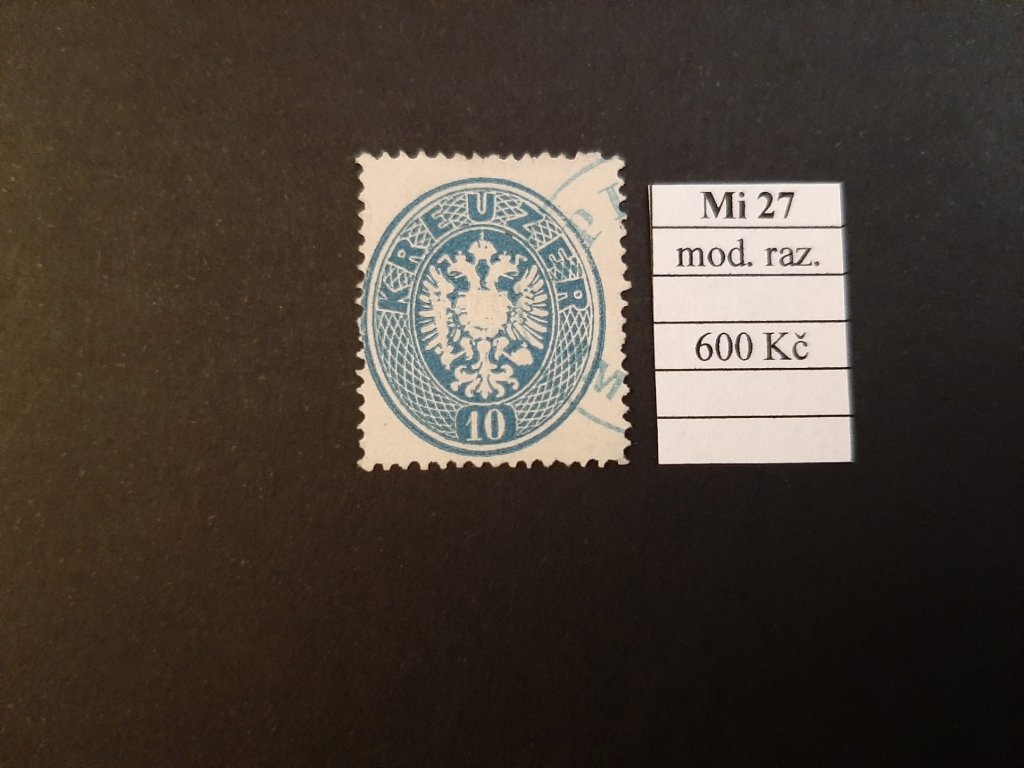 KREUZER
10
M
Mi 27
mod. raz.
600 Kč